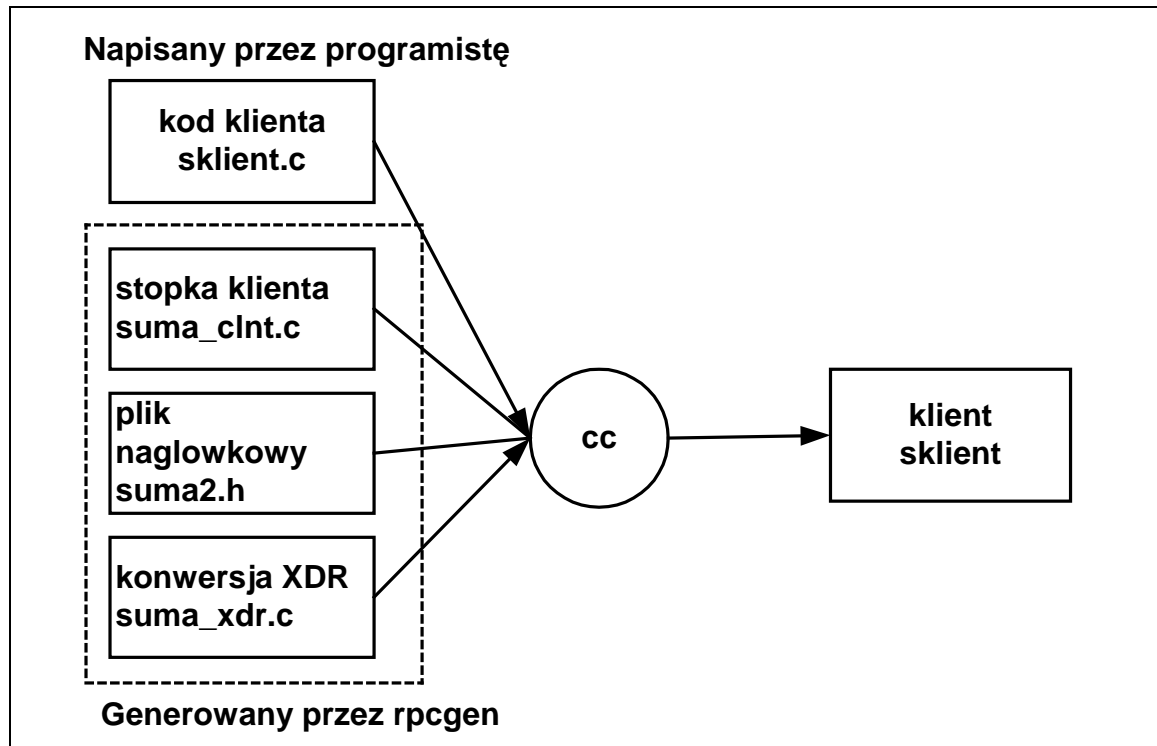 Napisany przez programistę
kod klienta
sklient.c
stopka klienta
suma_clnt.c
plik
naglowkowy
suma2.h
konwersja XDR
suma_xdr.c
Generowany przez rpcgen
cc
klient
sklient